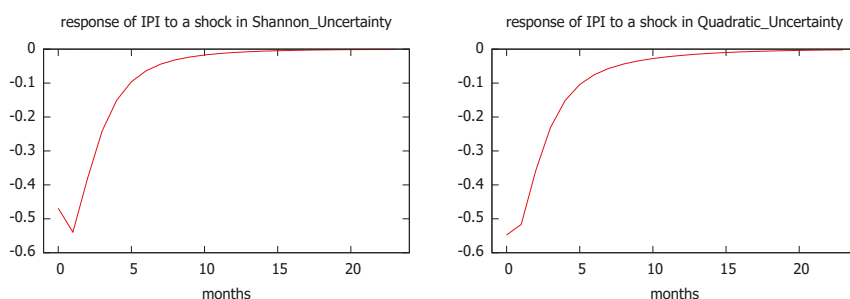 response of IPI to a shock in Shannon_Uncertainty
0
-0.1
-0.2
-0.3
-0.4
-0.5
-0.6
0 5 10 15 20
months
response of IPI to a shock in Quadratic_Uncertainty
0
-0.1
-0.2
-0.3
-0.4
-0.5
-0.6
0 5 10 15 20
months